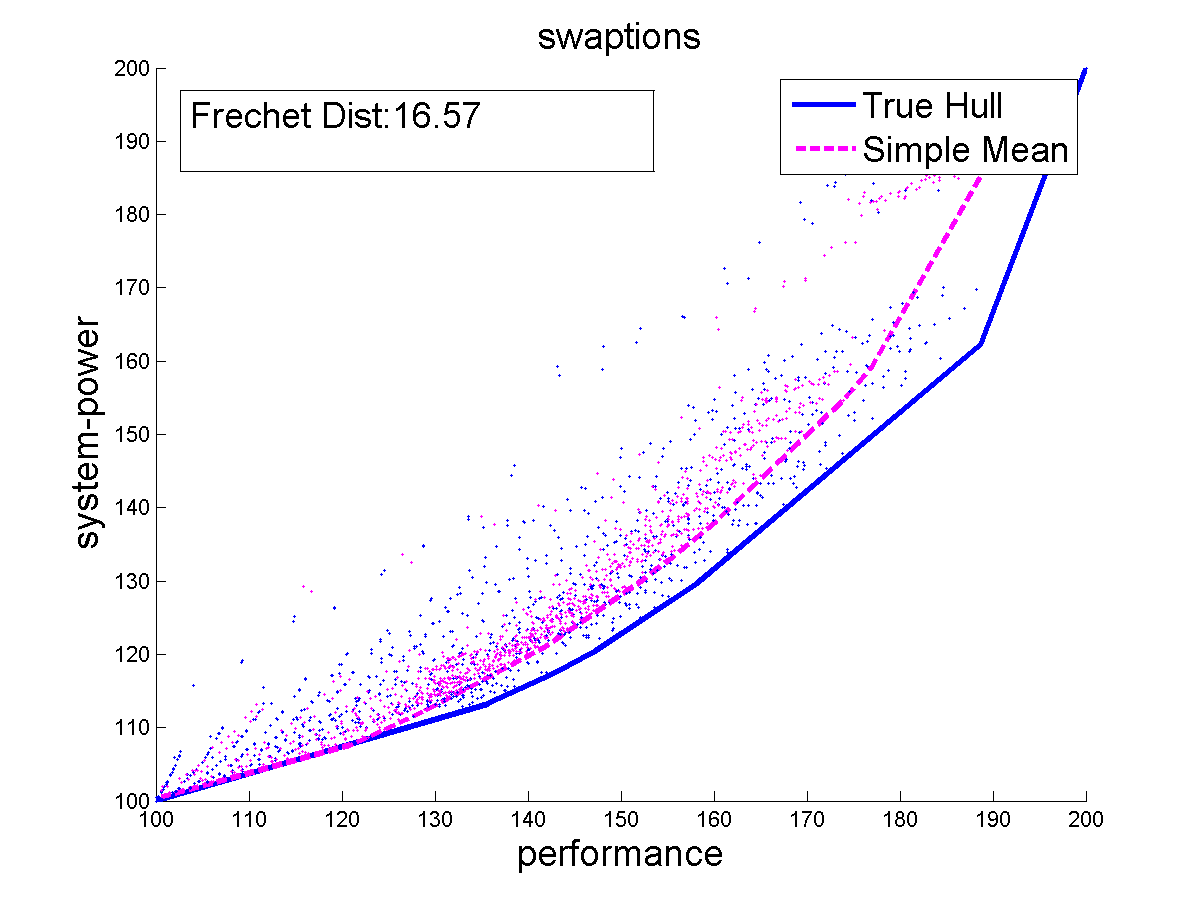 swaptions
Frechet Dist:16.57
True Hull
Simple Mean
system-power
200
190
180
170
160
150
140
130
120
110
100
100 110 120 130 140 150 160 170 180 190 200
performance